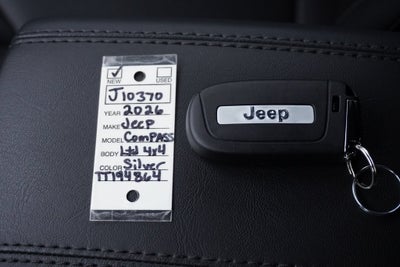 ✓ NEW USED
J10370
YEAR 2026
MAKE Jeep
MODEL Compass
BODY Ltd 4x4
COLOR Silver
TT194864
Jeep